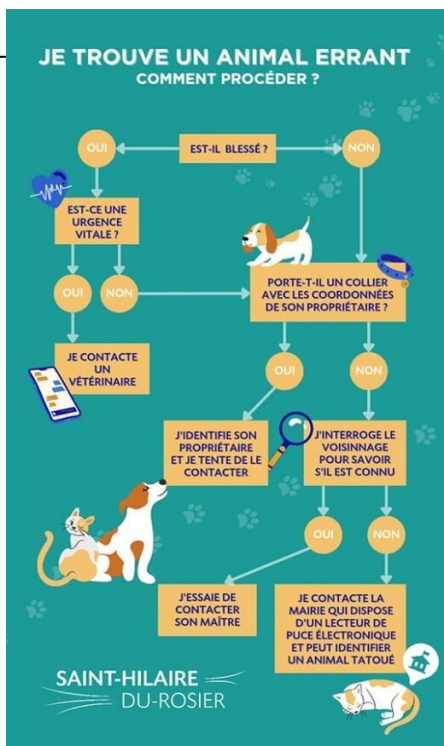 JE TROUVE UN ANIMAL ERRANT
COMMENT PROCÉDER ?
OUI
EST-IL BLESSÉ ?
NON
EST-CE UNE
URGENCE
VITALE ?
OUI
NON
PORTE-T-IL UN COLLIER
AVEC LES COORDONNÉES
DE SON PROPRIÉTAIRE ?
JE CONTACTE
UN
VÉTÉRINAIRE
OUI
NON
J'IDENTIFIE SON
PROPRIÉTAIRE
ET JE TENTE DE LE
CONTACTER
J'INTERROGE LE
VOISINNAGE
POUR SAVOIR
S'IL EST CONNU
OUI
NON
J'ESSAIE DE
CONTACTER
SON MAÎTRE
JE CONTACTE LA
MAIRIE QUI DISPOSE
D'UN LECTEUR DE
PUCE ÉLECTRONIQUE
ET PEUT IDENTIFIER
UN ANIMAL TATOUÉ
SAINT-HILAIRE
DU-ROSIER